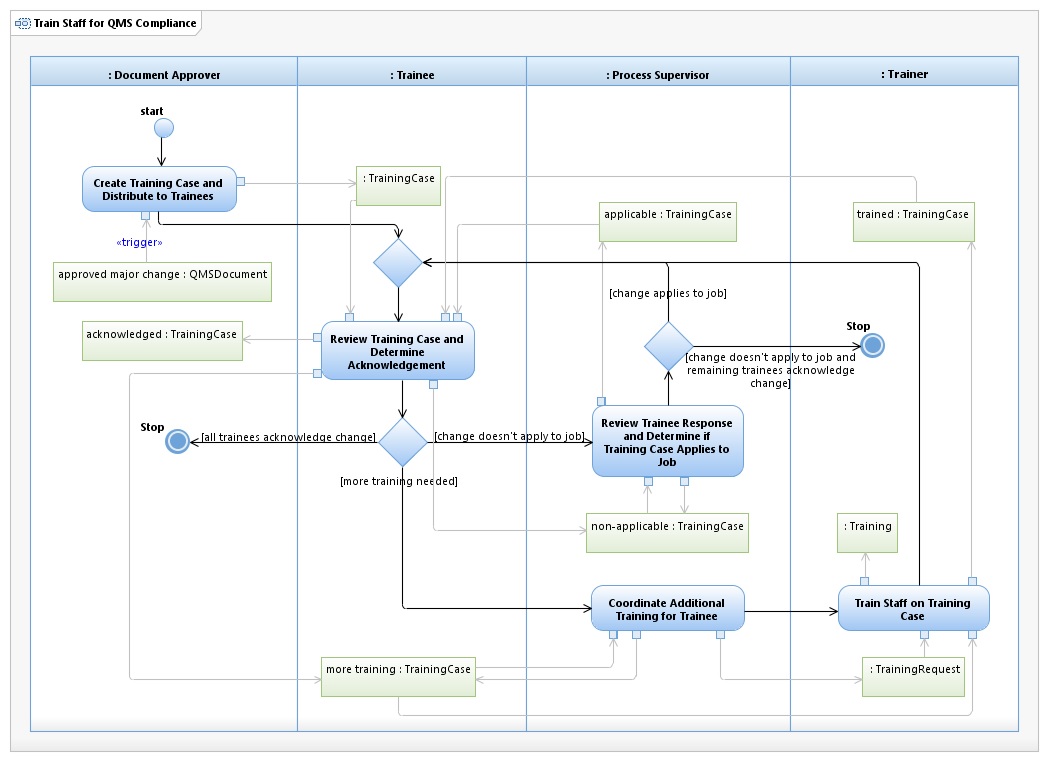 Train Staff for QMS Compliance
: Document Approver
: Trainee
: Process Supervisor
: Trainer
start
Create Training Case and
Distribute to Trainees
: TrainingCase
applicable : TrainingCase
trained : TrainingCase
«trigger»
approved major change : QMSDocument
[change applies to job]
acknowledged : TrainingCase
Review Training Case and
Determine
Acknowledgement
Stop
[change doesn't apply to job and
remaining trainees acknowledge
change]
Stop
[all trainees acknowledge change]
[change doesn't apply to job]
Review Trainee Response
and Determine if
Training Case Applies to
Job
[more training needed]
non-applicable : TrainingCase
: Training
Coordinate Additional
Training for Trainee
Train Staff on Training
Case
more training : TrainingCase
: TrainingRequest